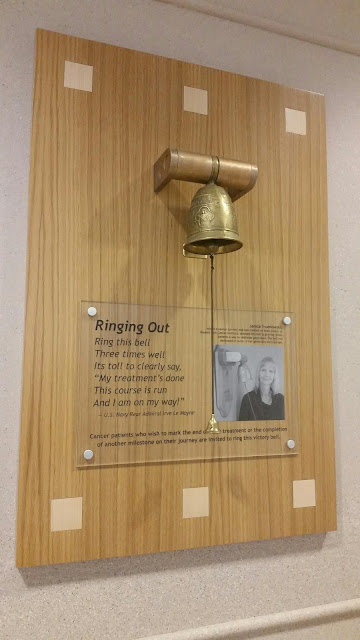 Ringing Out
Ring this bell
Three times well
Its toll to clearly say,
"My treatment's done
This course is run
And I am on my way!"
— U.S. Navy Rear Admiral Irve Le Moyne
Cancer patients who wish to mark the end treatment or the completion
of another milestone on their journey are invited to ring this victory bell.